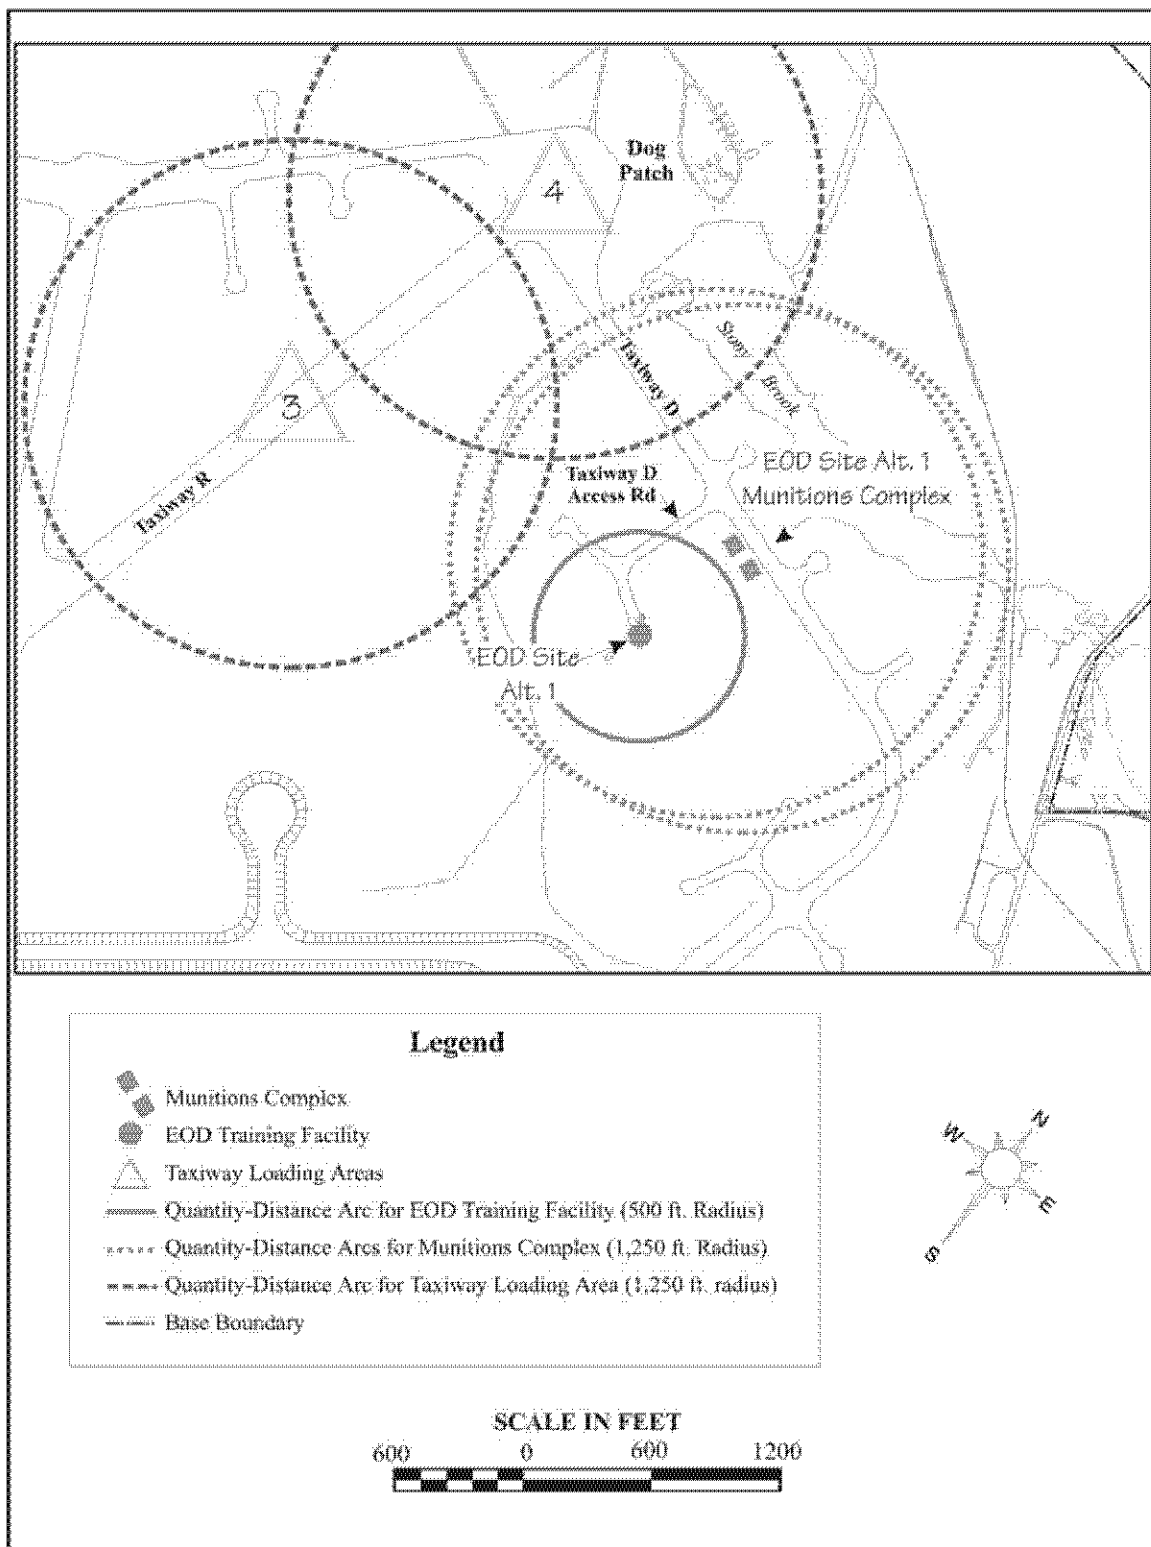 Dog
Patch
4
Stony Brook
Taxiway D
3
EOD Site Alt. 1
Munitions Complex
Taxiway D
Access Rd
Taxiway R
EOD Site
Alt. 1
Legend
Munitions Complex
EOD Training Facility
Taxiway Loading Areas
Quantity-Distance Arc for EOD Training Facility (500 ft. Radius)
Quantity-Distance Arcs for Munitions Complex (1,250 ft. Radius)
Quantity-Distance Arc for Taxiway Loading Area (1,250 ft. radius)
Base Boundary
N
W
E
S
SCALE IN FEET
600 0 600 1200